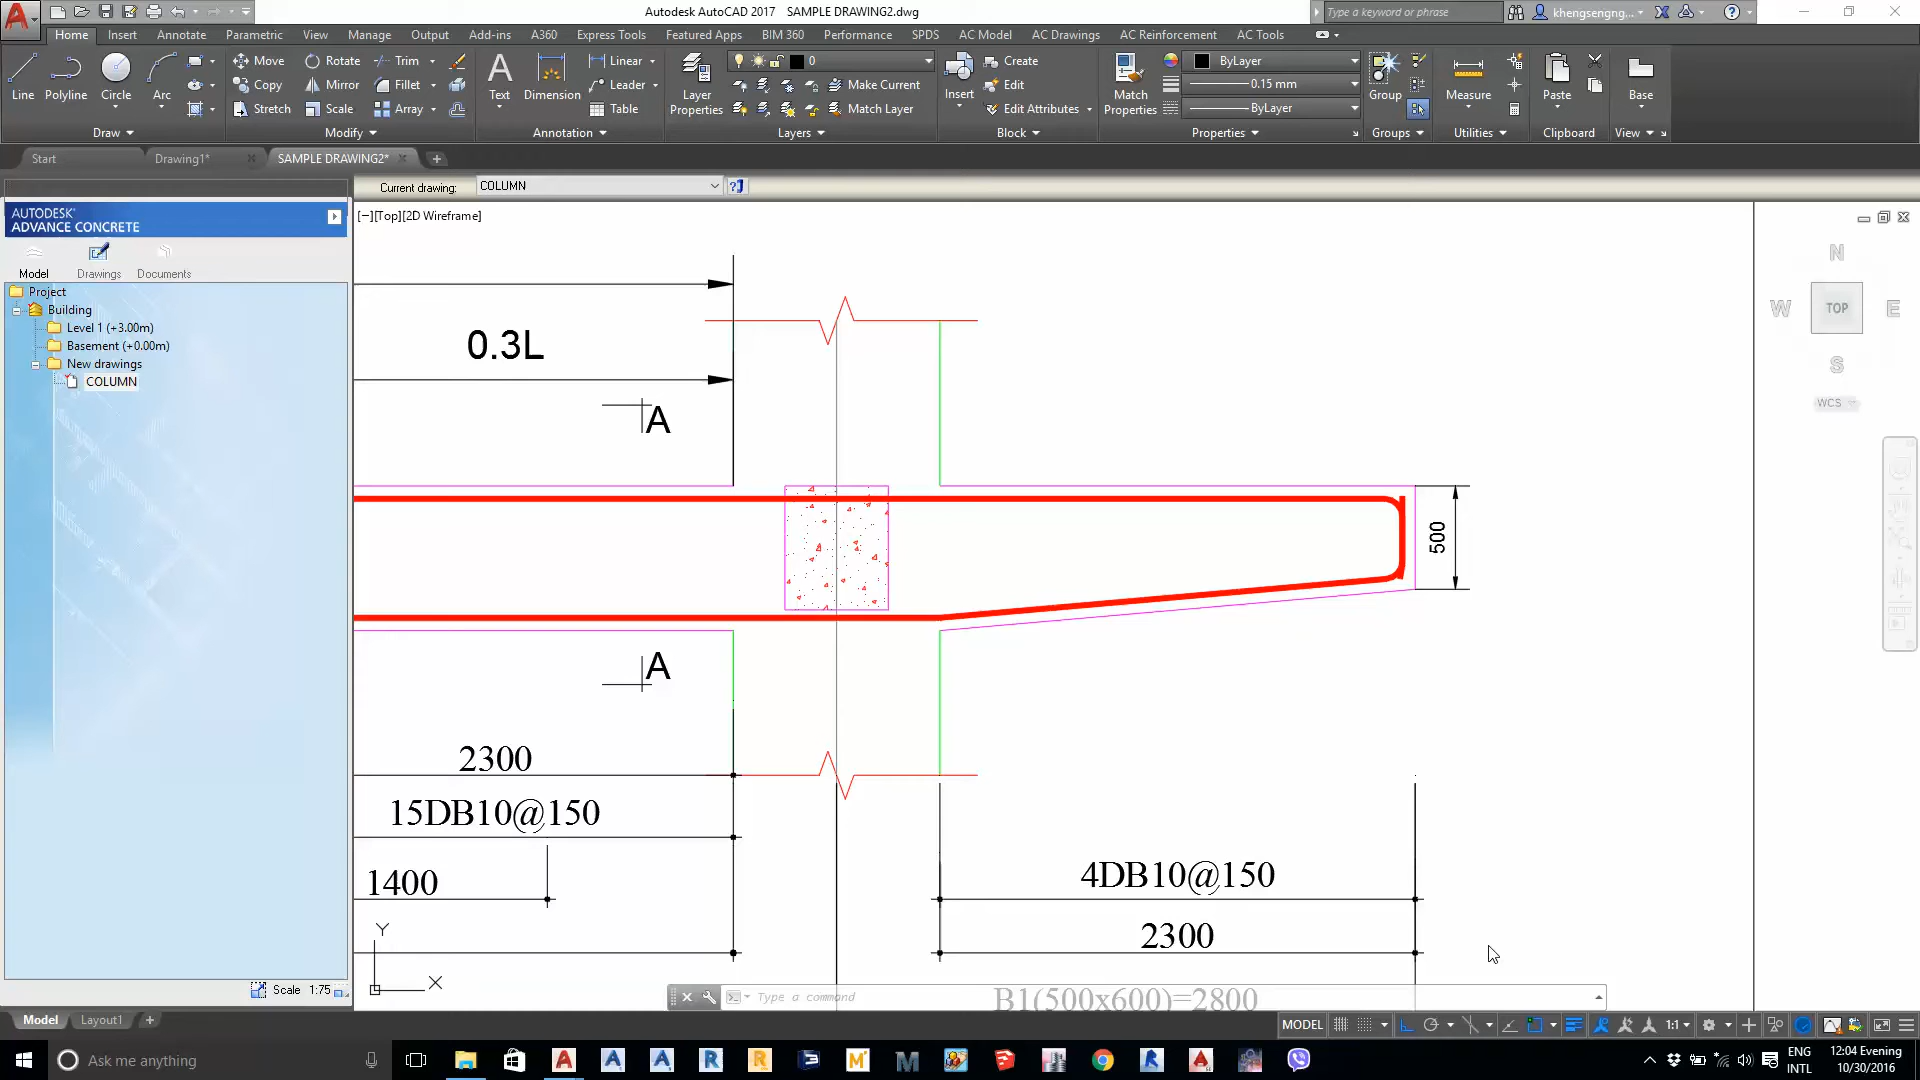 Autodesk AutoCAD 2017 SAMPLE DRAWING2.dwg
Type a keyword or phrase
khengsengng...
Home Insert Annotate Parametric View Manage Output Add-ins A360 Express Tools Featured Apps BIM 360 Performance SPDS AC Model AC Drawings AC Reinforcement AC Tools
Line Polyline Circle Arc
Draw
Move Rotate Trim
Copy Mirror Fillet
Stretch Scale Array
Modify
Text Dimension
Linear
Leader
Table
Annotation
Layer Properties
0
Make Current
Match Layer
Layers
Insert
Create
Edit
Edit Attributes
Block
Match Properties
ByLayer
0.15 mm
ByLayer
Properties
Group
Groups
Measure
Utilities
Paste
Clipboard
Base
View
Start Drawing1* SAMPLE DRAWING2*
Current drawing: COLUMN
AUTODESK®
ADVANCE CONCRETE
Model Drawings Documents
Project
Building
Level 1 (+3.00m)
Basement (+0.00m)
New drawings
COLUMN
Scale 1:75
[−][Top][2D Wireframe]
N
W TOP E
S
WCS
0.3L
A
500
A
2300
15DB10@150
1400
4DB10@150
2300
B1(500x600)=2800
Y
X
Type a command
Model Layout1
MODEL 1:1
Ask me anything
ENG
INTL
12:04 Evening
10/30/2016